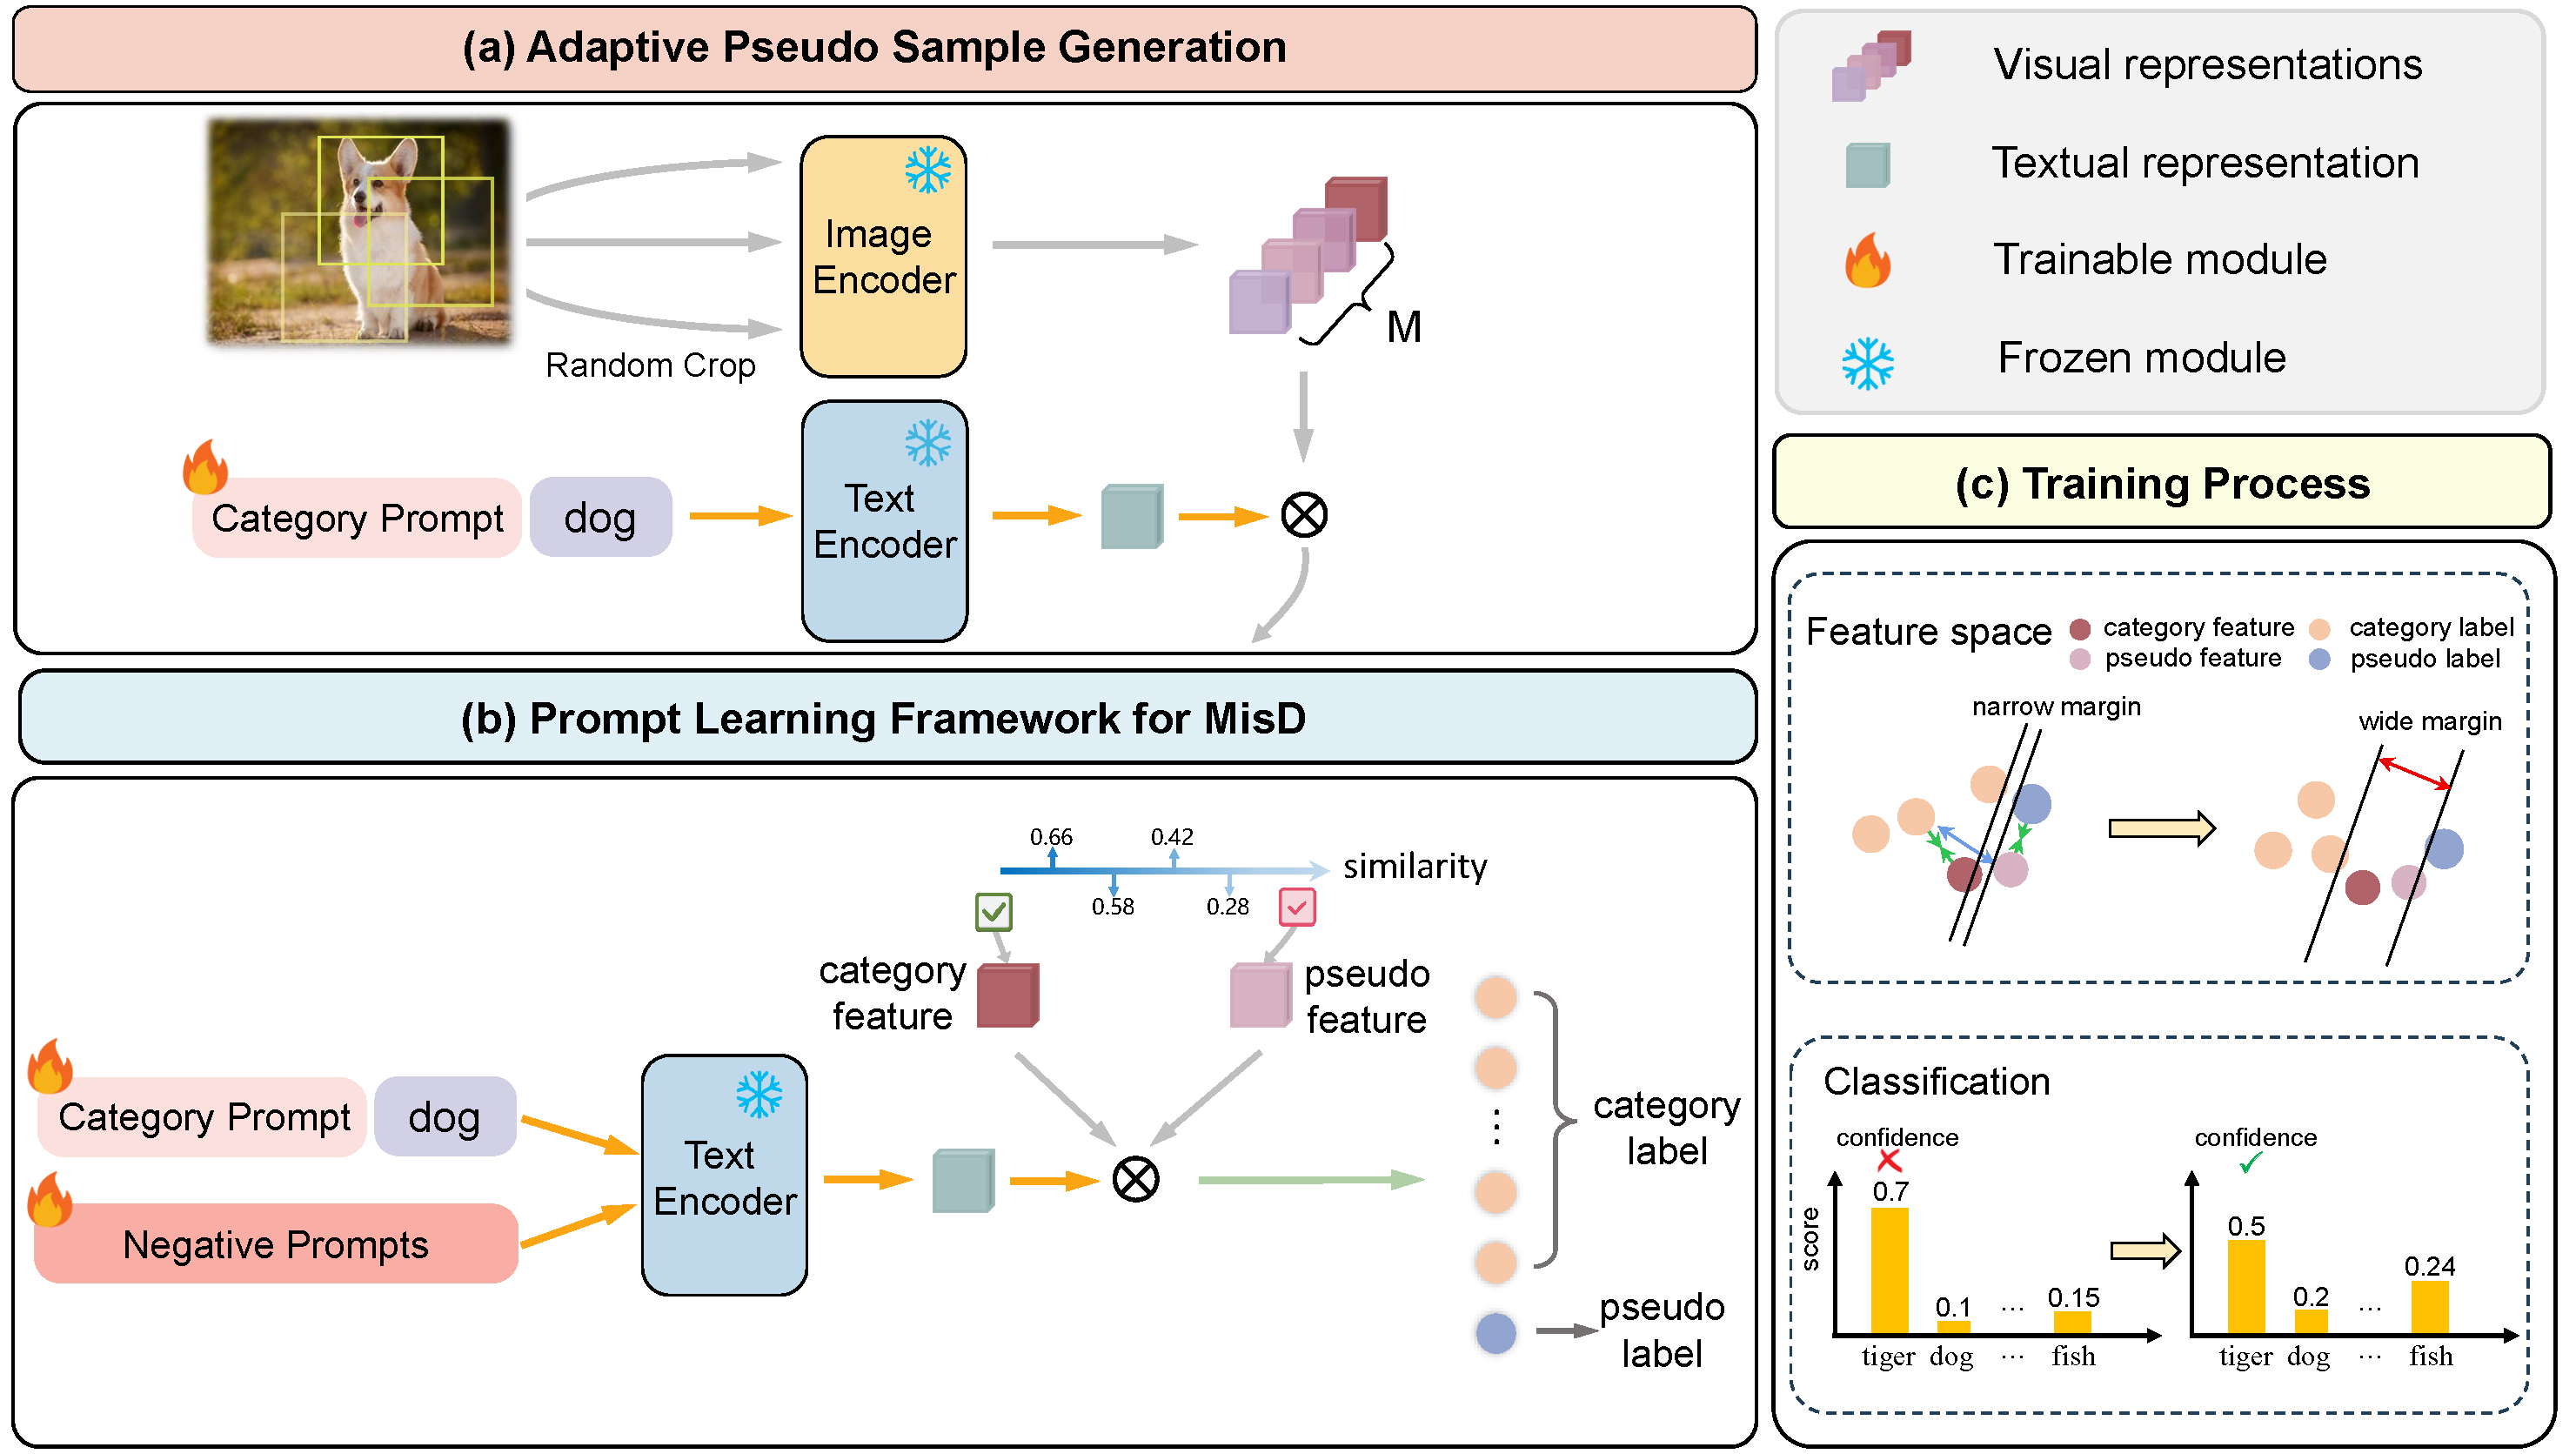 (a) Adaptive Pseudo Sample Generation
Image
Encoder
M
Random Crop
Category Prompt
dog
Text
Encoder
(b) Prompt Learning Framework for MisD
0.66
0.42
similarity
0.58
0.28
category
feature
pseudo
feature
Category Prompt
dog
Negative Prompts
Text
Encoder
category
label
pseudo
label
Visual representations
Textual representation
Trainable module
Frozen module
(c) Training Process
Feature space
category feature
category label
pseudo feature
pseudo label
narrow margin
wide margin
Classification
confidence
0.7
0.1
...
0.15
score
tiger dog ... fish
confidence
0.5
0.2
...
0.24
tiger dog ... fish